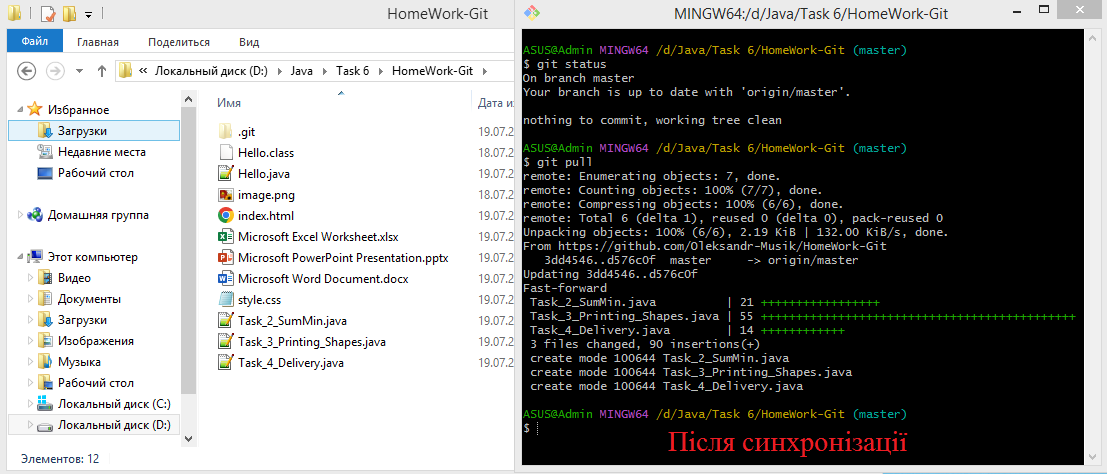 HomeWork-Git
Файл
Главная
Поделиться
Вид
Локальный диск (D:)
Java
Task 6
HomeWork-Git
Избранное
Загрузки
Недавние места
Рабочий стол
Домашняя группа
Этот компьютер
Видео
Документы
Загрузки
Изображения
Музыка
Рабочий стол
Локальный диск (C:)
Локальный диск (D:)
Имя
Дата из
.git 19.07.2
Hello.class 18.07.2
Hello.java 19.07.2
image.png 18.07.2
index.html 19.07.2
Microsoft Excel Worksheet.xlsx 19.07.2
Microsoft PowerPoint Presentation.pptx 19.07.2
Microsoft Word Document.docx 19.07.2
style.css 19.07.2
Task_2_SumMin.java 19.07.2
Task_3_Printing_Shapes.java 19.07.2
Task_4_Delivery.java 19.07.2
Элементов: 12
MINGW64:/d/Java/Task 6/HomeWork-Git
ASUS@Admin MINGW64 /d/Java/Task 6/HomeWork-Git (master)
$ git status
On branch master
Your branch is up to date with 'origin/master'.
nothing to commit, working tree clean
ASUS@Admin MINGW64 /d/Java/Task 6/HomeWork-Git (master)
$ git pull
remote: Enumerating objects: 7, done.
remote: Counting objects: 100% (7/7), done.
remote: Compressing objects: 100% (6/6), done.
remote: Total 6 (delta 1), reused 0 (delta 0), pack-reused 0
Unpacking objects: 100% (6/6), 2.19 KiB | 132.00 KiB/s, done.
From https://github.com/Oleksandr-Musik/HomeWork-Git
3dd4546..d576c0f master -> origin/master
Updating 3dd4546..d576c0f
Fast-forward
Task_2_SumMin.java | 21 +++++++++++++++++
Task_3_Printing_Shapes.java | 55 +++++++++++++++++++++++++++++++++++++++++++++
Task_4_Delivery.java | 14 ++++++++++++
3 files changed, 90 insertions(+)
create mode 100644 Task_2_SumMin.java
create mode 100644 Task_3_Printing_Shapes.java
create mode 100644 Task_4_Delivery.java
ASUS@Admin MINGW64 /d/Java/Task 6/HomeWork-Git (master)
$
Після синхронізації